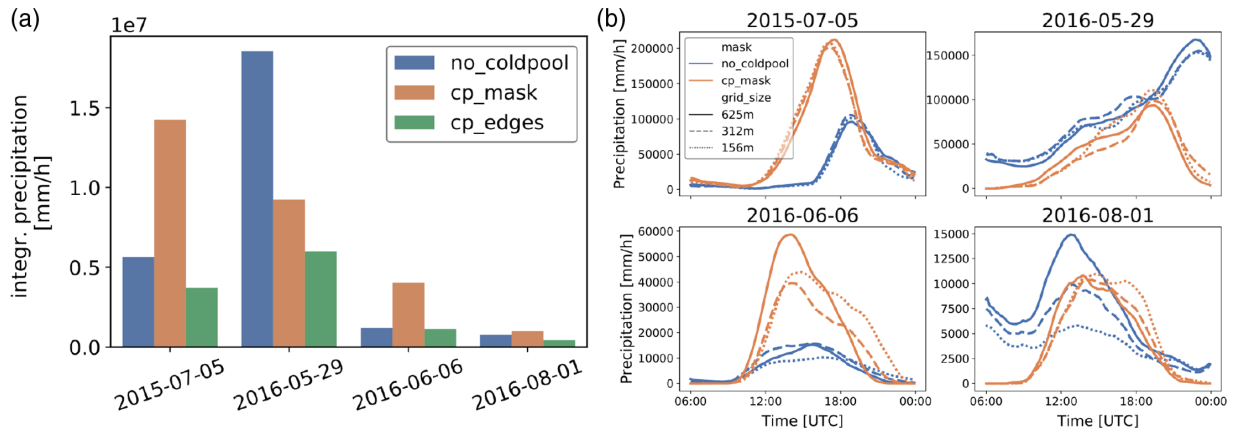 (a)
1e7
integr. precipitation
[mm/h]
1.5
1.0
0.5
0.0
no_coldpool
cp_mask
cp_edges
2015-07-05
2016-05-29
2016-06-06
2016-08-01
(b)
2015-07-05
Precipitation [mm/h]
200000
150000
100000
50000
0
mask
no_coldpool
cp_mask
grid_size
625m
312m
156m
2016-05-29
150000
100000
50000
0
2016-06-06
Precipitation [mm/h]
60000
50000
40000
30000
20000
10000
0
06:00
12:00
18:00
00:00
Time [UTC]
2016-08-01
15000
12500
10000
7500
5000
2500
0
06:00
12:00
18:00
00:00
Time [UTC]